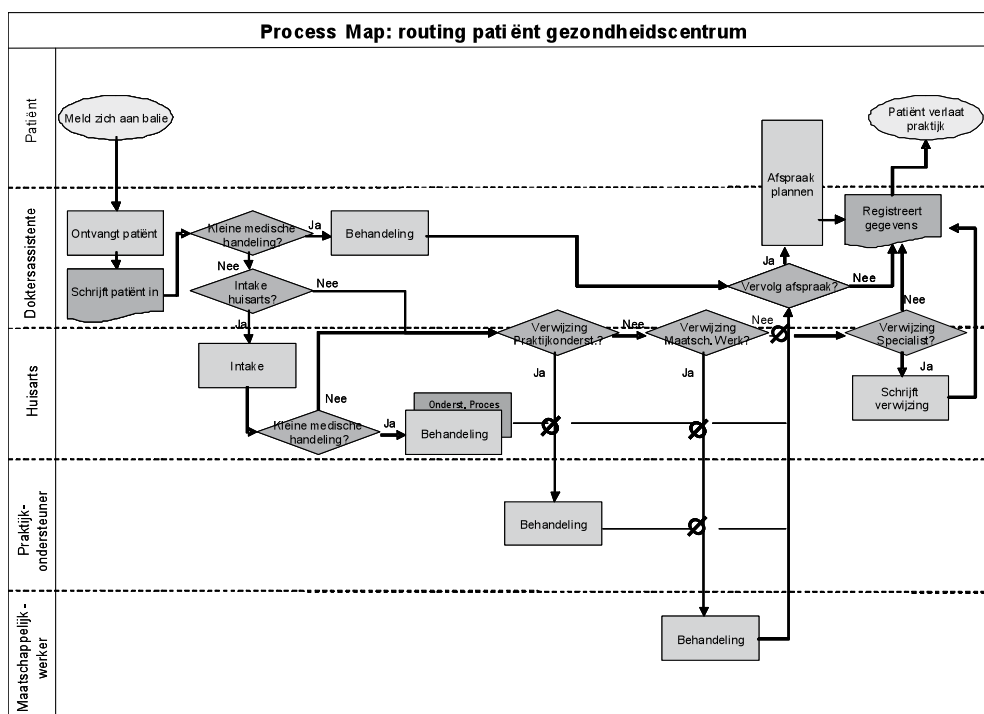 Process Map: routing patiënt gezondheidscentrum
Patiënt
Meld zich aan balie
Patiënt verlaat
praktijk
Afspraak
plannen
Doktersassistente
Ontvangt patiënt
Schrijft patiënt in
Kleine medische
handeling?
Ja
Behandeling
Nee
Intake
huisarts?
Nee
Ja
Registreert
gegevens
Ja
Vervolg afspraak?
Nee
Nee
Huisarts
Intake
Nee
Kleine medische
handeling?
Ja
Onderst. Proces
Behandeling
Verwijzing
Praktijkonderst.?
Nee
Ja
Verwijzing
Maatsch. Werk?
Nee
Ja
Verwijzing
Specialist?
Ja
Schrijft
verwijzing
Praktijk-
ondersteuner
Behandeling
Maatschappelijk-
werker
Behandeling